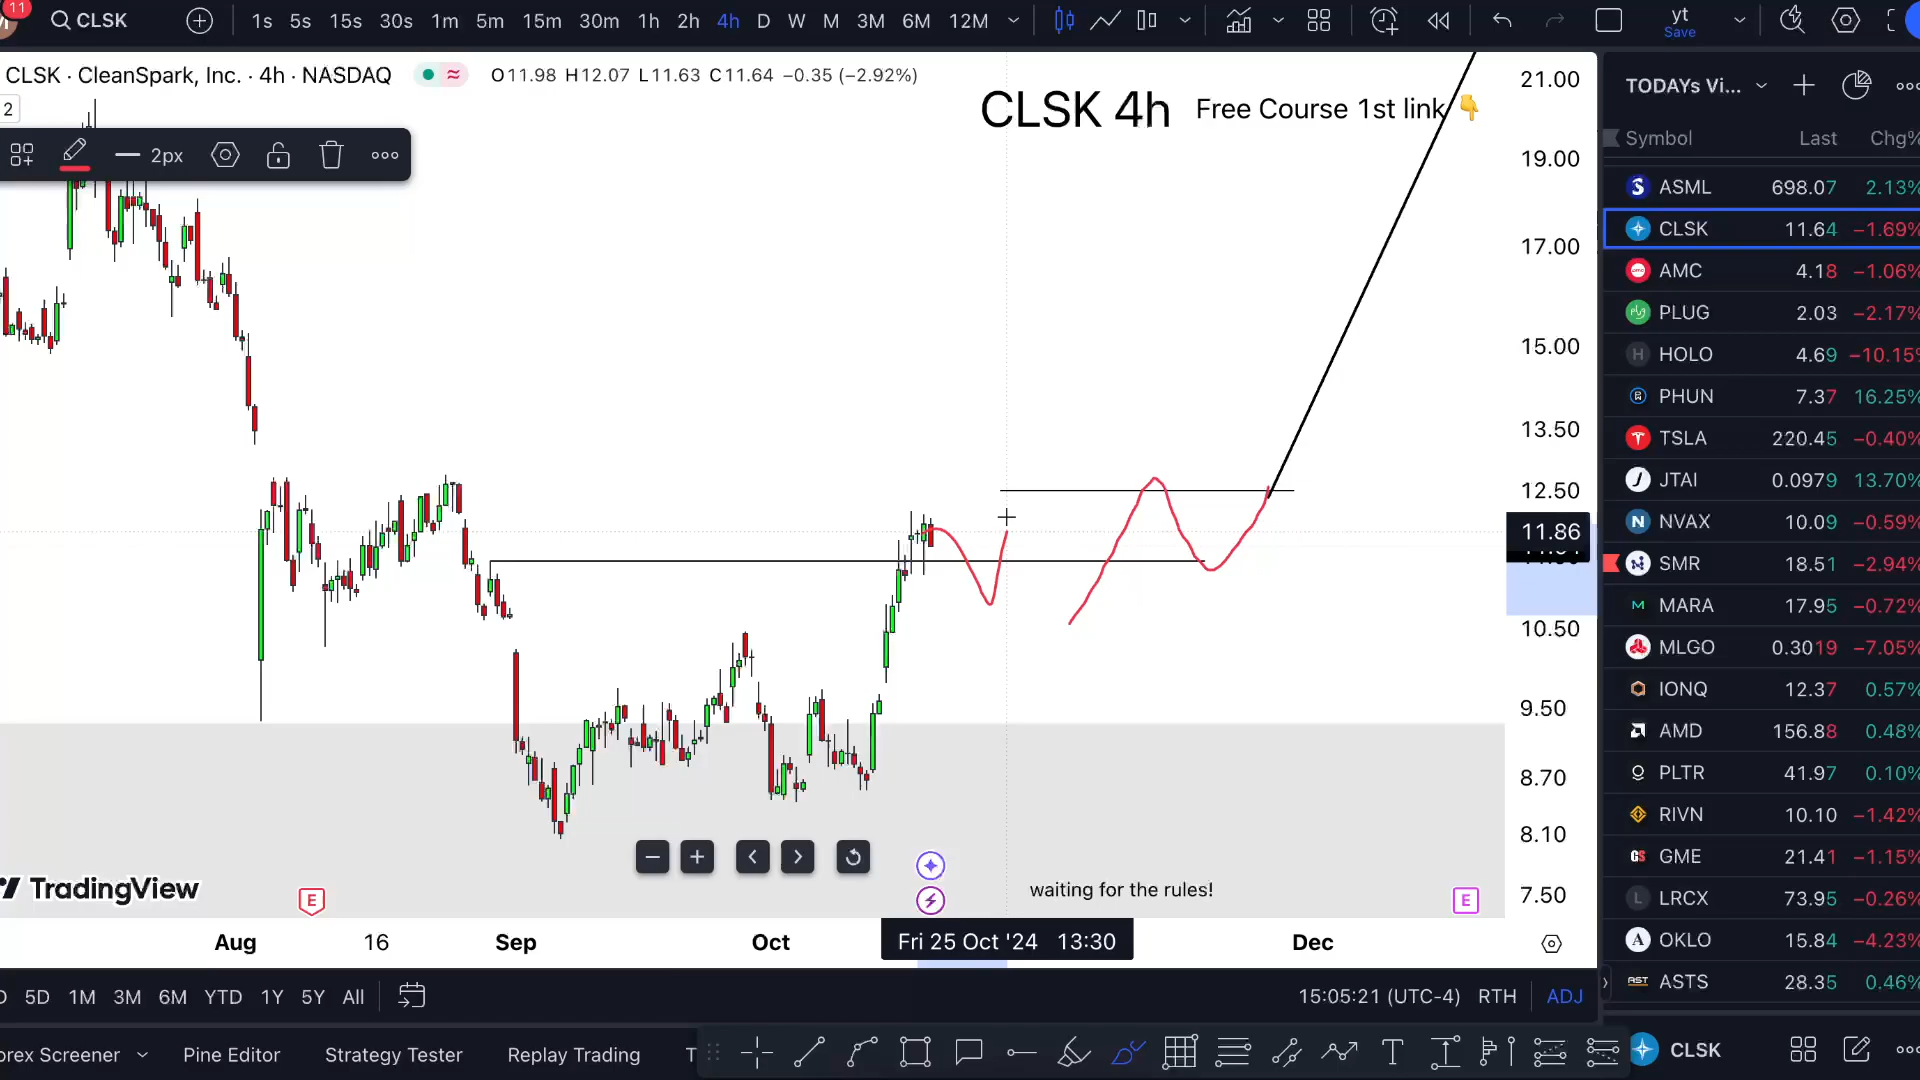 11
CLSK
1s 5s 15s 30s 1m 5m 15m 30m 1h 2h 4h D W M 3M 6M 12M
yt
Save
CLSK · CleanSpark, Inc. · 4h · NASDAQ
O11.98 H12.07 L11.63 C11.64 −0.35 (−2.92%)
2
2px
CLSK 4h
Free Course 1st link 👇
21.00
19.00
17.00
15.00
13.50
12.50
11.86
10.50
9.50
8.70
8.10
7.50
TradingView
E
waiting for the rules!
E
Aug 16 Sep Oct
Fri 25 Oct '24 13:30
Dec
5D 1M 3M 6M YTD 1Y 5Y All
15:05:21 (UTC-4) RTH ADJ
orex Screener Pine Editor Strategy Tester Replay Trading T
TODAYs Vi...
Symbol Last Chg%
ASML 698.07 2.13%
CLSK 11.64 −1.69%
AMC 4.18 −1.06%
PLUG 2.03 −2.17%
HOLO 4.69 −10.15%
PHUN 7.37 16.25%
TSLA 220.45 −0.40%
JTAI 0.0979 13.70%
NVAX 10.09 −0.59%
SMR 18.51 −2.94%
MARA 17.95 −0.72%
MLGO 0.3019 −7.05%
IONQ 12.37 0.57%
AMD 156.88 0.48%
PLTR 41.97 0.10%
RIVN 10.10 −1.42%
GME 21.41 −1.15%
LRCX 73.95 −0.26%
OKLO 15.84 −4.23%
ASTS 28.35 0.46%
CLSK